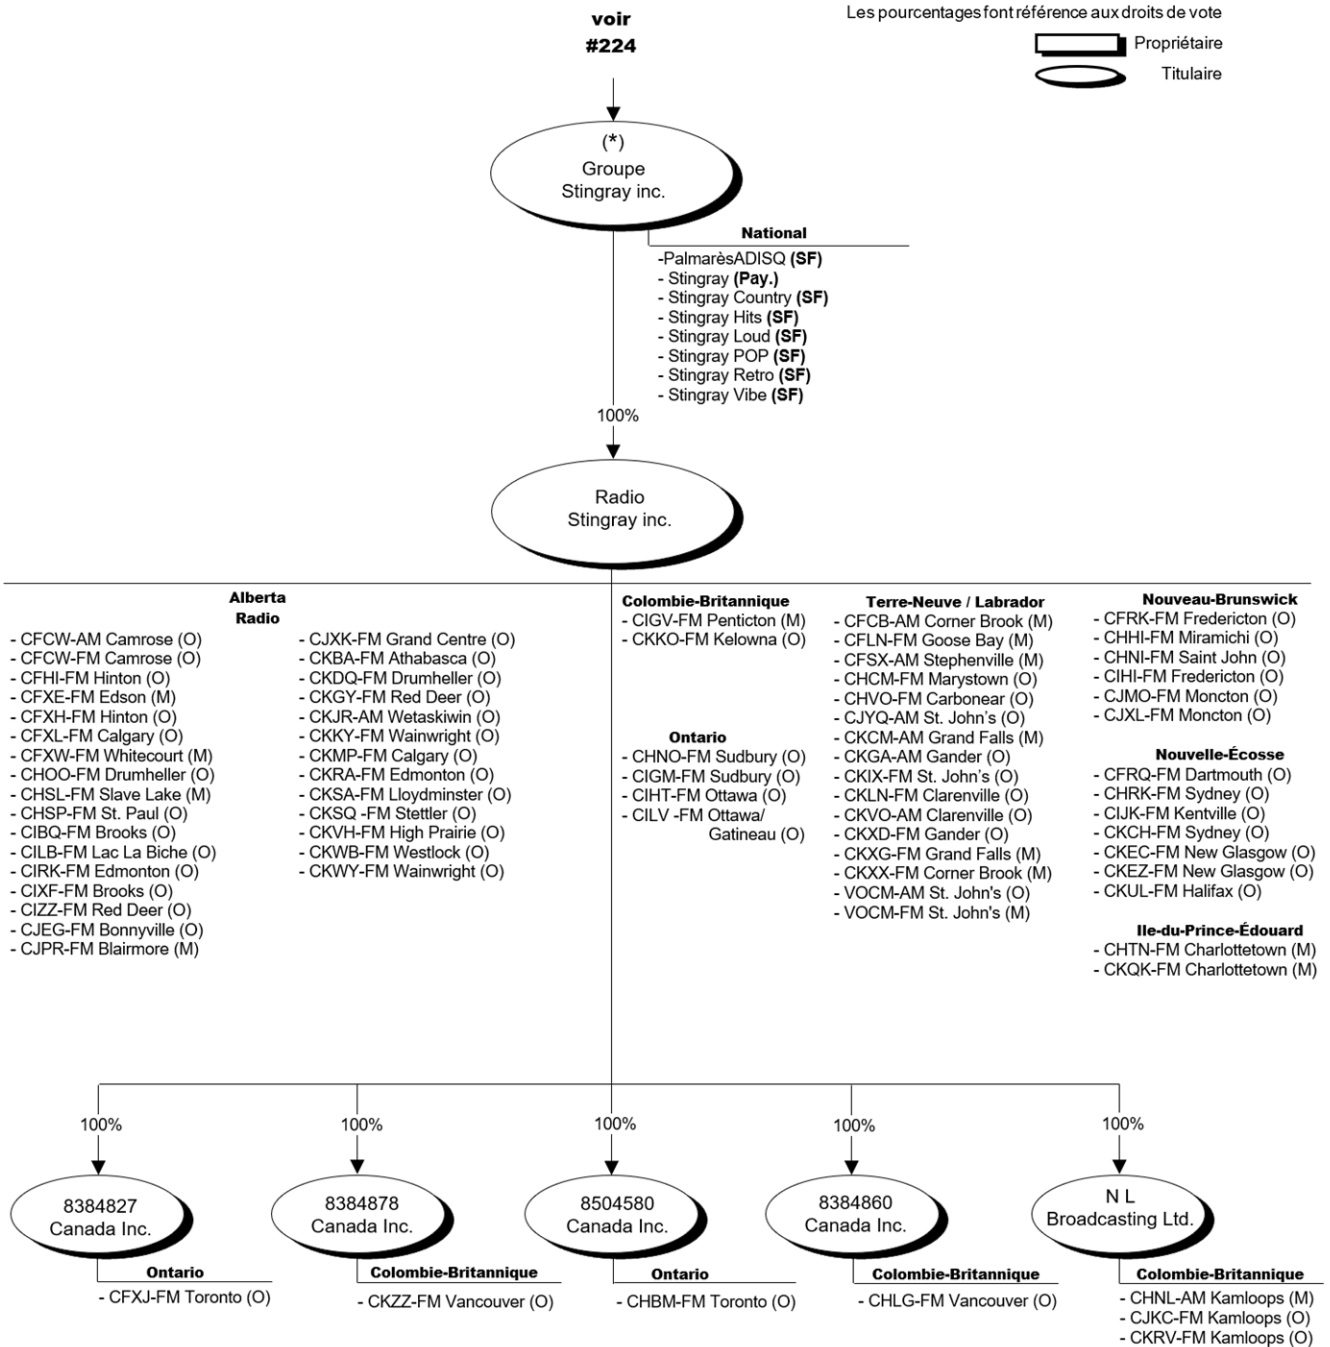 voir
#224
Les pourcentages font référence aux droits de vote
Propriétaire
Titulaire
(*)
Groupe
Stingray inc.
National
-PalmarèsADISQ (SF)
- Stingray (Pay.)
- Stingray Country (SF)
- Stingray Hits (SF)
- Stingray Loud (SF)
- Stingray POP (SF)
- Stingray Retro (SF)
- Stingray Vibe (SF)
100%
Radio
Stingray inc.
Alberta
Radio
- CFCW-AM Camrose (O)
- CFCW-FM Camrose (O)
- CFHI-FM Hinton (O)
- CFXE-FM Edson (M)
- CFXH-FM Hinton (O)
- CFXL-FM Calgary (O)
- CFXW-FM Whitecourt (M)
- CHOO-FM Drumheller (O)
- CHSL-FM Slave Lake (M)
- CHSP-FM St. Paul (O)
- CIBQ-FM Brooks (O)
- CILB-FM Lac La Biche (O)
- CIRK-FM Edmonton (O)
- CIXF-FM Brooks (O)
- CIZZ-FM Red Deer (O)
- CJEG-FM Bonnyville (O)
- CJPR-FM Blairmore (M)
- CJXK-FM Grand Centre (O)
- CKBA-FM Athabasca (O)
- CKDQ-FM Drumheller (O)
- CKGY-FM Red Deer (O)
- CKJR-AM Wetaskiwin (O)
- CKKY-FM Wainwright (O)
- CKMP-FM Calgary (O)
- CKRA-FM Edmonton (O)
- CKSA-FM Lloydminster (O)
- CKSQ -FM Stettler (O)
- CKVH-FM High Prairie (O)
- CKWB-FM Westlock (O)
- CKWY-FM Wainwright (O)
Colombie-Britannique
- CIGV-FM Penticton (M)
- CKKO-FM Kelowna (O)
Ontario
- CHNO-FM Sudbury (O)
- CIGM-FM Sudbury (O)
- CIHT-FM Ottawa (O)
- CILV -FM Ottawa/
Gatineau (O)
Terre-Neuve / Labrador
- CFCB-AM Corner Brook (M)
- CFLN-FM Goose Bay (M)
- CFSX-AM Stephenville (M)
- CHCM-FM Marystown (O)
- CHVO-FM Carbonear (O)
- CJYQ-AM St. John's (O)
- CKCM-AM Grand Falls (M)
- CKGA-AM Gander (O)
- CKIX-FM St. John's (O)
- CKLN-FM Clarenville (O)
- CKVO-AM Clarenville (O)
- CKXD-FM Gander (O)
- CKXG-FM Grand Falls (M)
- CKXX-FM Corner Brook (M)
- VOCM-AM St. John's (O)
- VOCM-FM St. John's (M)
Nouveau-Brunswick
- CFRK-FM Fredericton (O)
- CHHI-FM Miramichi (O)
- CHNI-FM Saint John (O)
- CIHI-FM Fredericton (O)
- CJMO-FM Moncton (O)
- CJXL-FM Moncton (O)
Nouvelle-Écosse
- CFRQ-FM Dartmouth (O)
- CHRK-FM Sydney (O)
- CIJK-FM Kentville (O)
- CKCH-FM Sydney (O)
- CKEC-FM New Glasgow (O)
- CKEZ-FM New Glasgow (O)
- CKUL-FM Halifax (O)
Ile-du-Prince-Édouard
- CHTN-FM Charlottetown (M)
- CKQK-FM Charlottetown (M)
100%
100%
100%
100%
100%
8384827
Canada Inc.
Ontario
- CFXJ-FM Toronto (O)
8384878
Canada Inc.
Colombie-Britannique
- CKZZ-FM Vancouver (O)
8504580
Canada Inc.
Ontario
- CHBM-FM Toronto (O)
8384860
Canada Inc.
Colombie-Britannique
- CHLG-FM Vancouver (O)
N L
Broadcasting Ltd.
Colombie-Britannique
- CHNL-AM Kamloops (M)
- CJKC-FM Kamloops (O)
- CKRV-FM Kamloops (O)